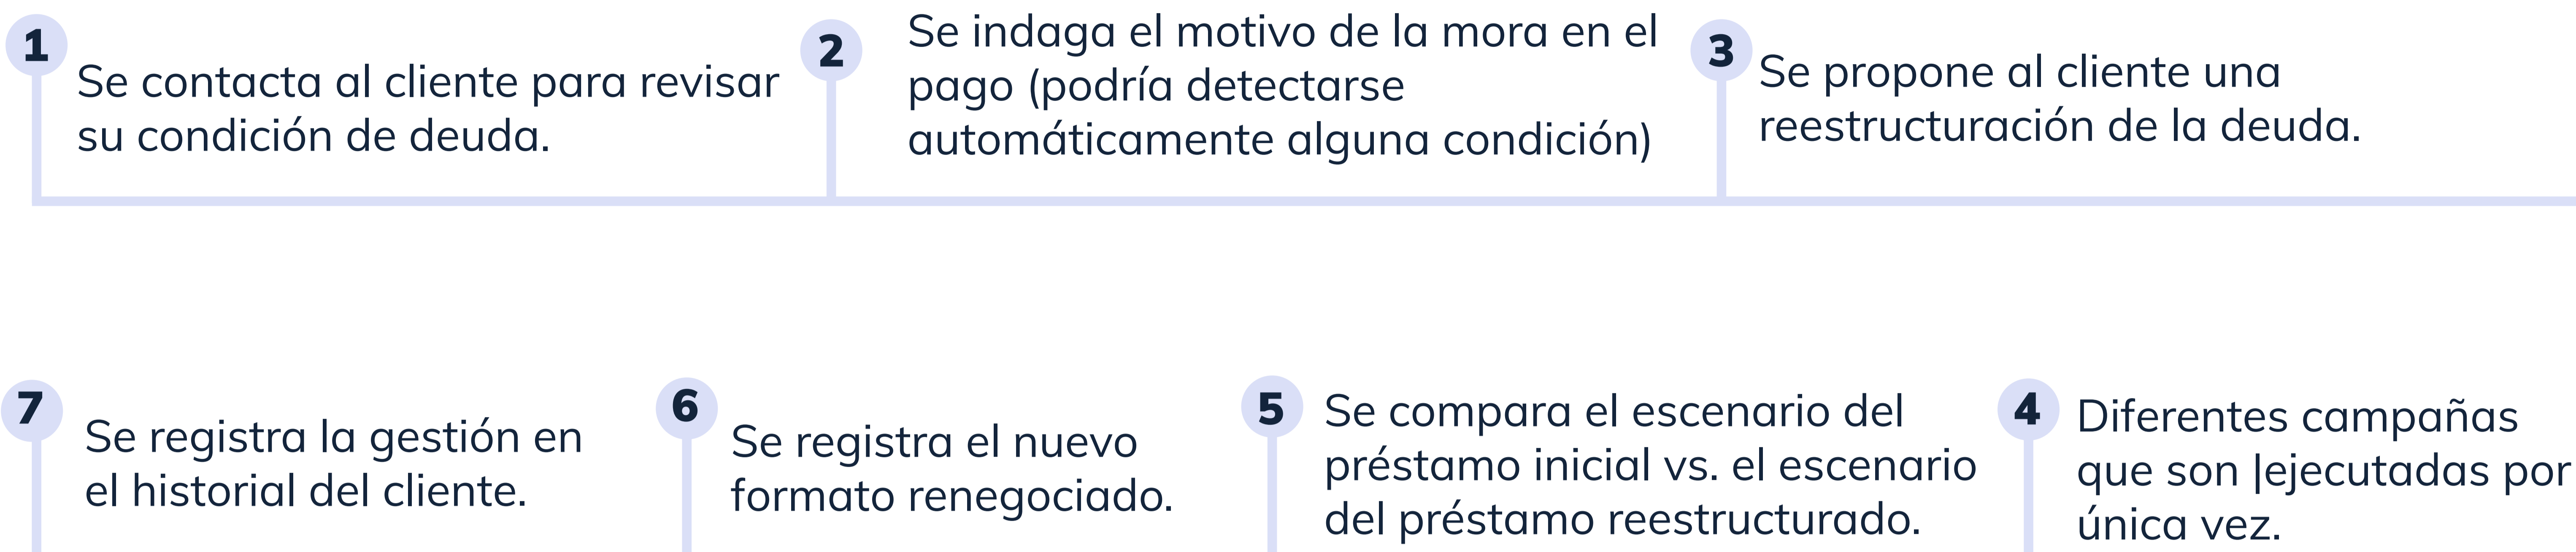 1
Se contacta al cliente para revisar
su condición de deuda.
2
Se indaga el motivo de la mora en el
pago (podría detectarse
automáticamente alguna condición)
3
Se propone al cliente una
reestructuración de la deuda.
7
Se registra la gestión en
el historial del cliente.
6
Se registra el nuevo
formato renegociado.
5
Se compara el escenario del
préstamo inicial vs. el escenario
del préstamo reestructurado.
4
Diferentes campañas
que son |ejecutadas por
única vez.